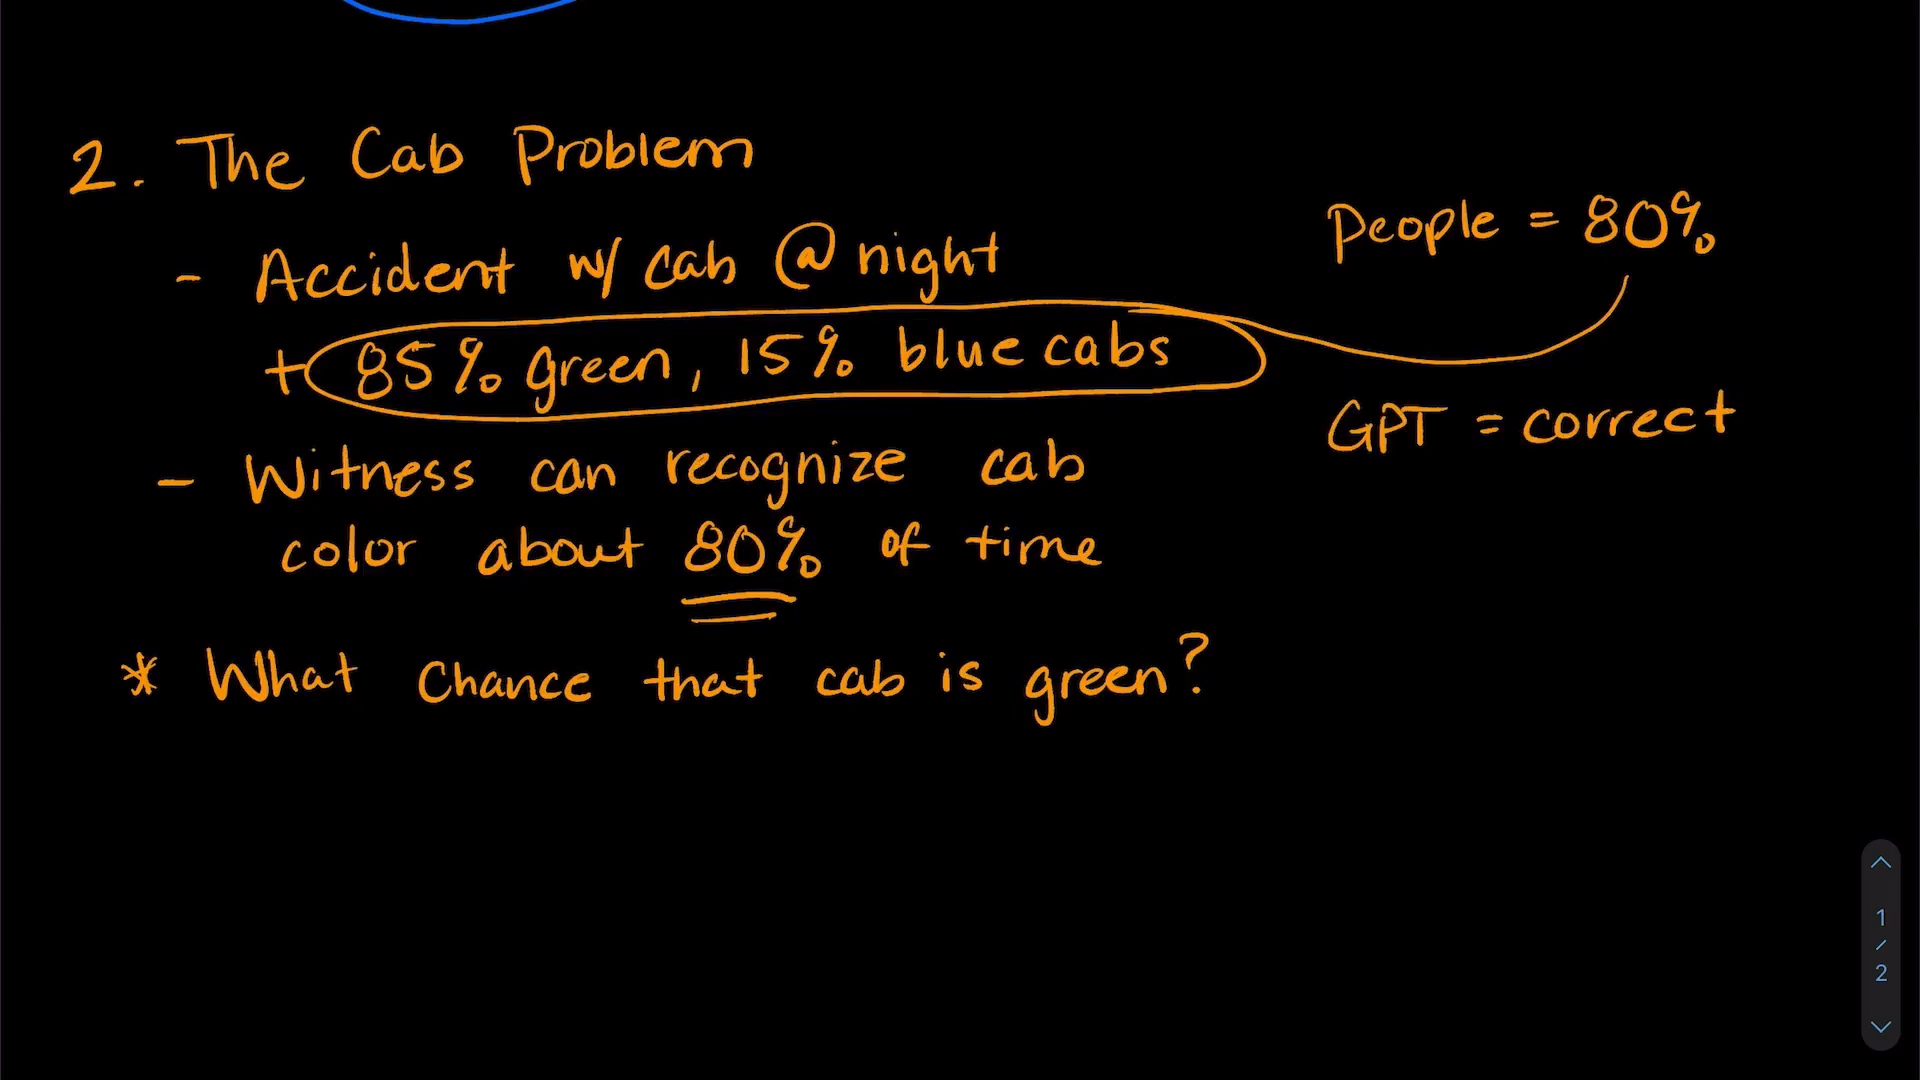 2. The Cab Problem
- Accident w/ cab @ night
+ 85% green, 15% blue cabs
- Witness can recognize cab
color about 80% of time
* What chance that cab is green?
People = 80%
GPT = correct
1
/
2